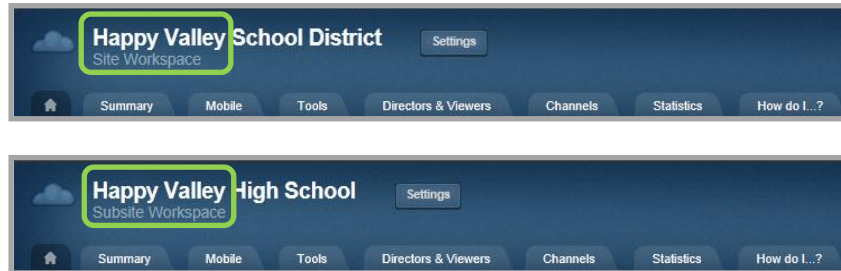 Happy Valley School District Settings
Site Workspace
Summary Mobile Tools Directors & Viewers Channels Statistics How do I...?
Happy Valley High School Settings
Subsite Workspace
Summary Mobile Tools Directors & Viewers Channels Statistics How do I...?